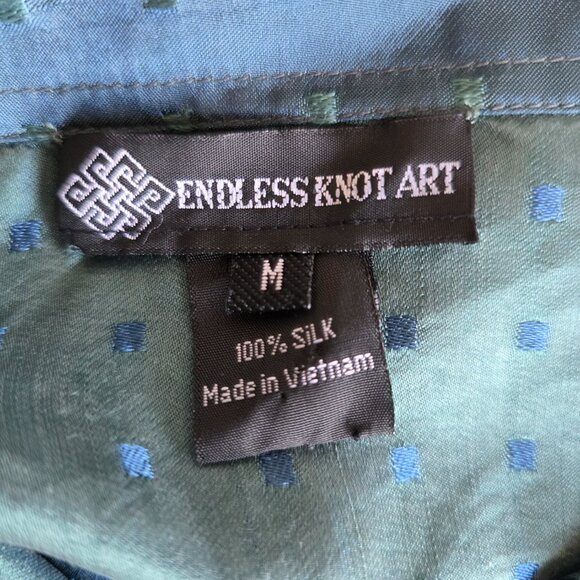 ENDLESS KNOT ART
M
100% SiLK
Made in Vietnam